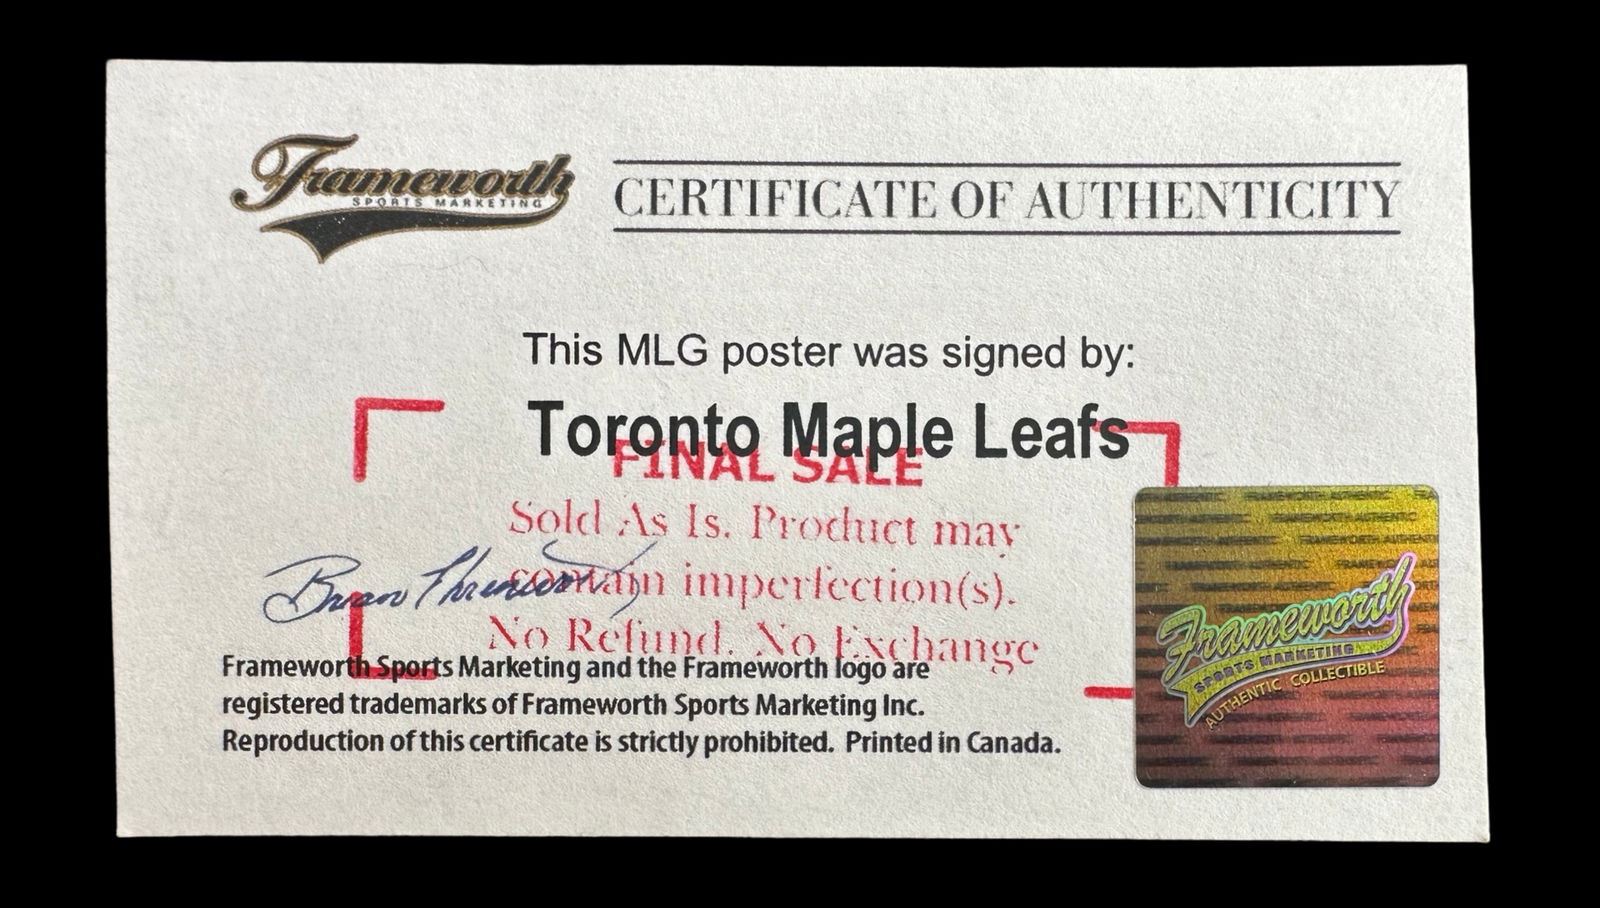 Frameworth
SPORTS MARKETING
CERTIFICATE OF AUTHENTICITY
This MLG poster was signed by:
Toronto Maple Leafs
FINAL SALE
Sold As Is. Product may
contain imperfection(s).
No Refund. No Exchange
Frameworth Sports Marketing and the Frameworth logo are
registered trademarks of Frameworth Sports Marketing Inc.
Reproduction of this certificate is strictly prohibited. Printed in Canada.
Frameworth
SPORTS MARKETING
AUTHENTIC COLLECTIBLE